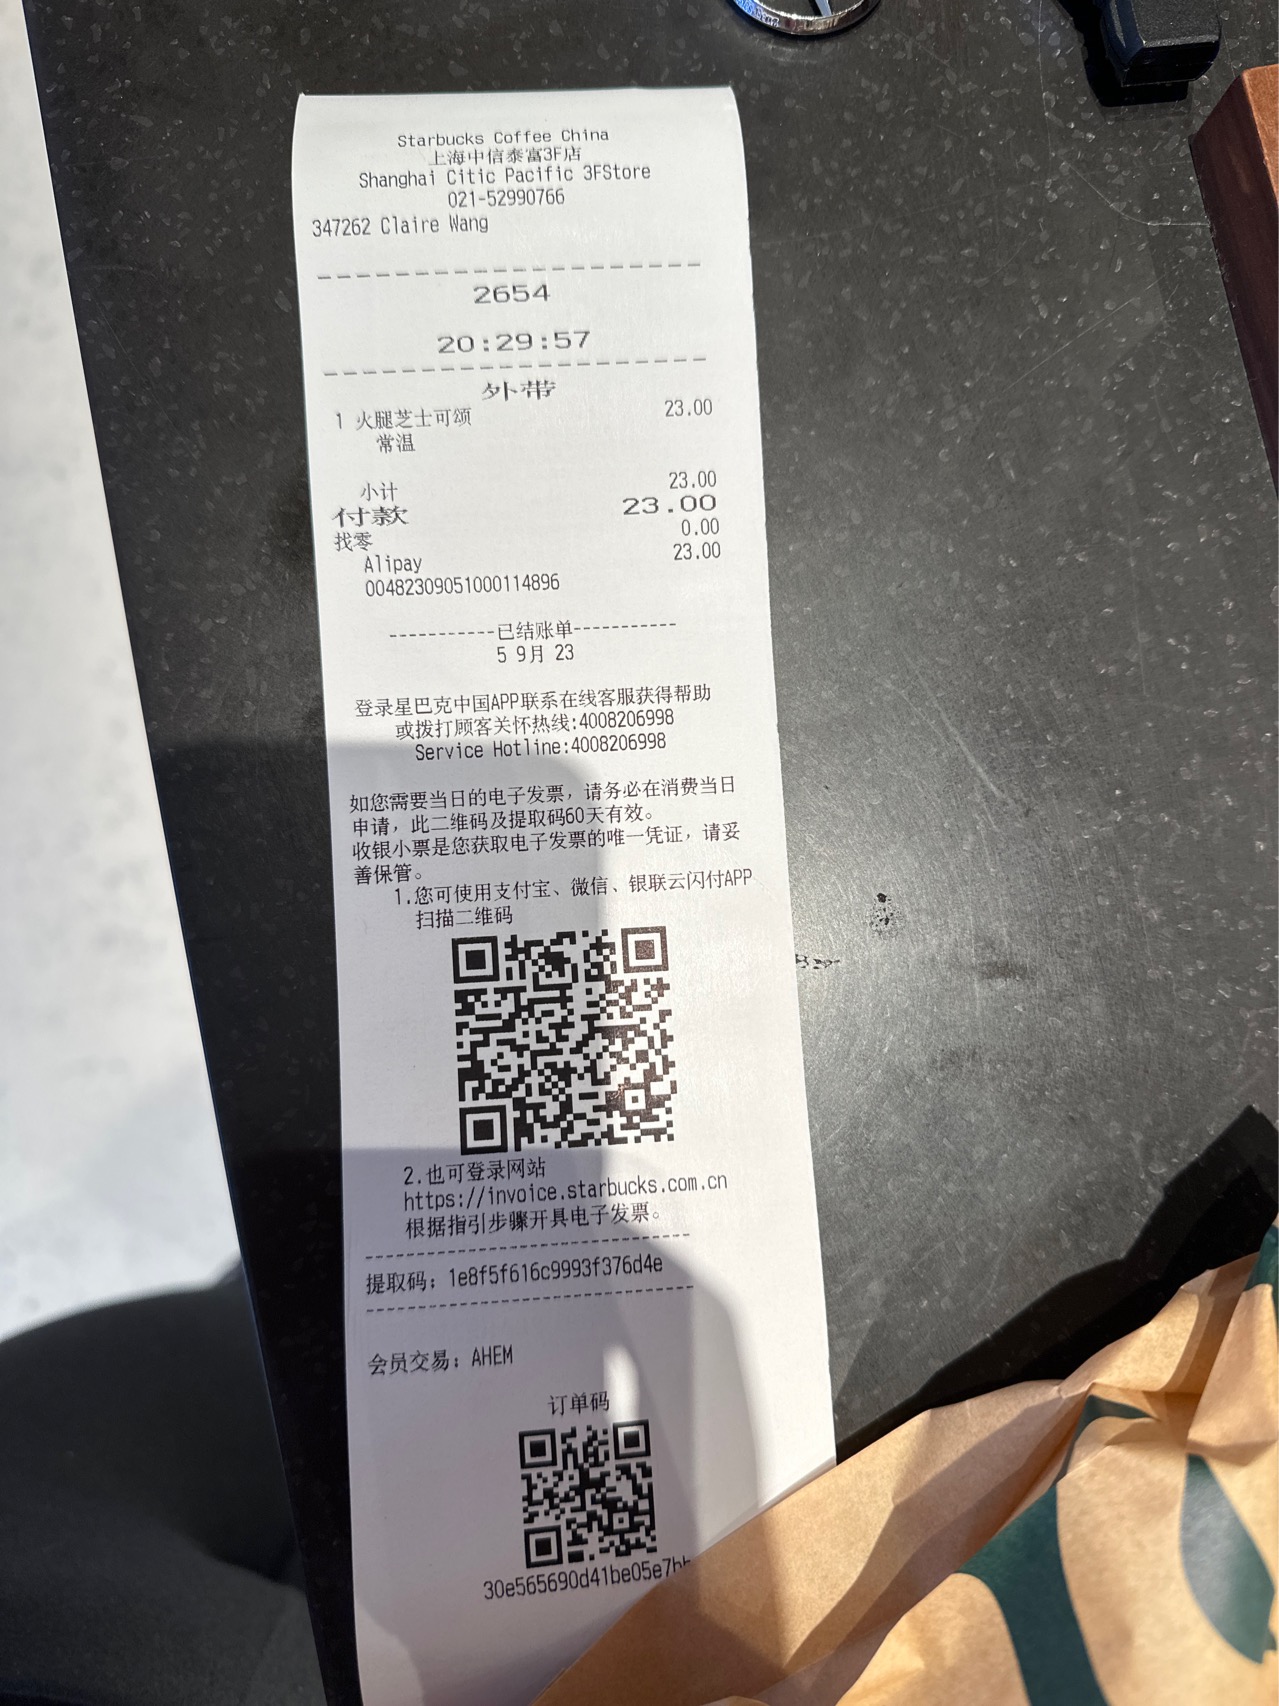 Starbucks Coffee China
上海中信泰富3F店
Shanghai Citic Pacific 3FStore
021-52990766
347262 Claire Wang
2654
20:29:57
外带
1 火腿芝士可颂 23.00
常温
小计 23.00
付款 23.00
找零 0.00
Alipay 23.00
00482309051000114896
-----------已结账单-----------
5 9月 23
登录星巴克中国APP联系在线客服获得帮助
或拨打顾客关怀热线:4008206998
Service Hotline:4008206998
如您需要当日的电子发票，请务必在消费当日
申请，此二维码及提取码60天有效。
收银小票是您获取电子发票的唯一凭证，请妥
善保管。
1.您可使用支付宝、微信、银联云闪付APP
扫描二维码
2.也可登录网站
https://invoice.starbucks.com.cn
根据指引步骤开具电子发票。
提取码: 1e8f5f616c9993f376d4e
会员交易: AHEM
订单码
30e565690d41be05e7